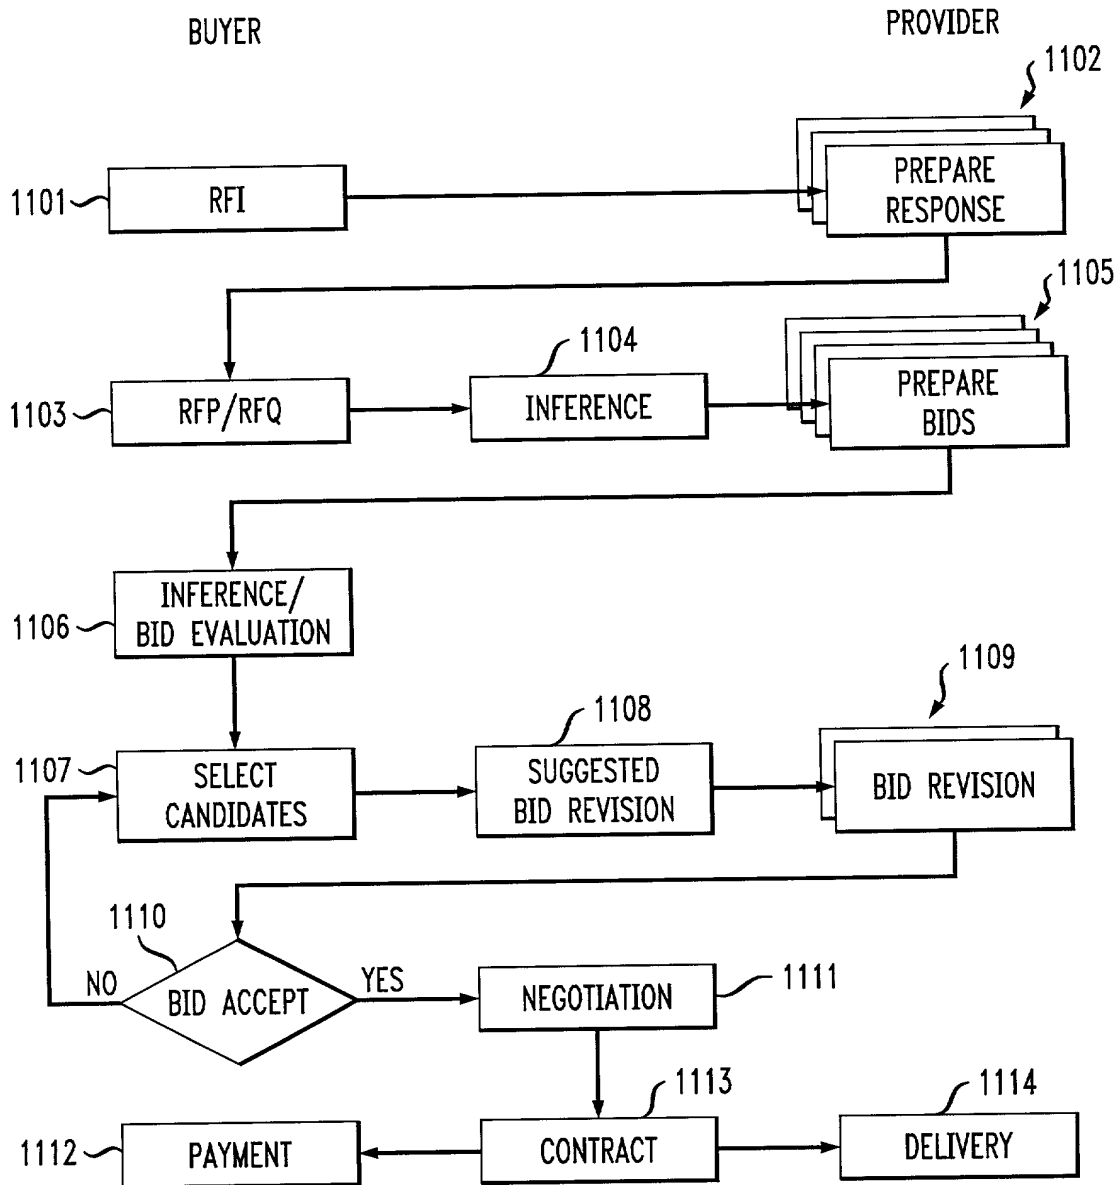 BUYER
PROVIDER
1102
1101
RFI
PREPARE
RESPONSE
1105
1104
1103
RFP/RFQ
INFERENCE
PREPARE
BIDS
1106
INFERENCE/
BID EVALUATION
1109
1108
1107
SELECT
CANDIDATES
SUGGESTED
BID REVISION
BID REVISION
1110
NO
BID ACCEPT
YES
NEGOTIATION
1111
1113
1114
1112
PAYMENT
CONTRACT
DELIVERY